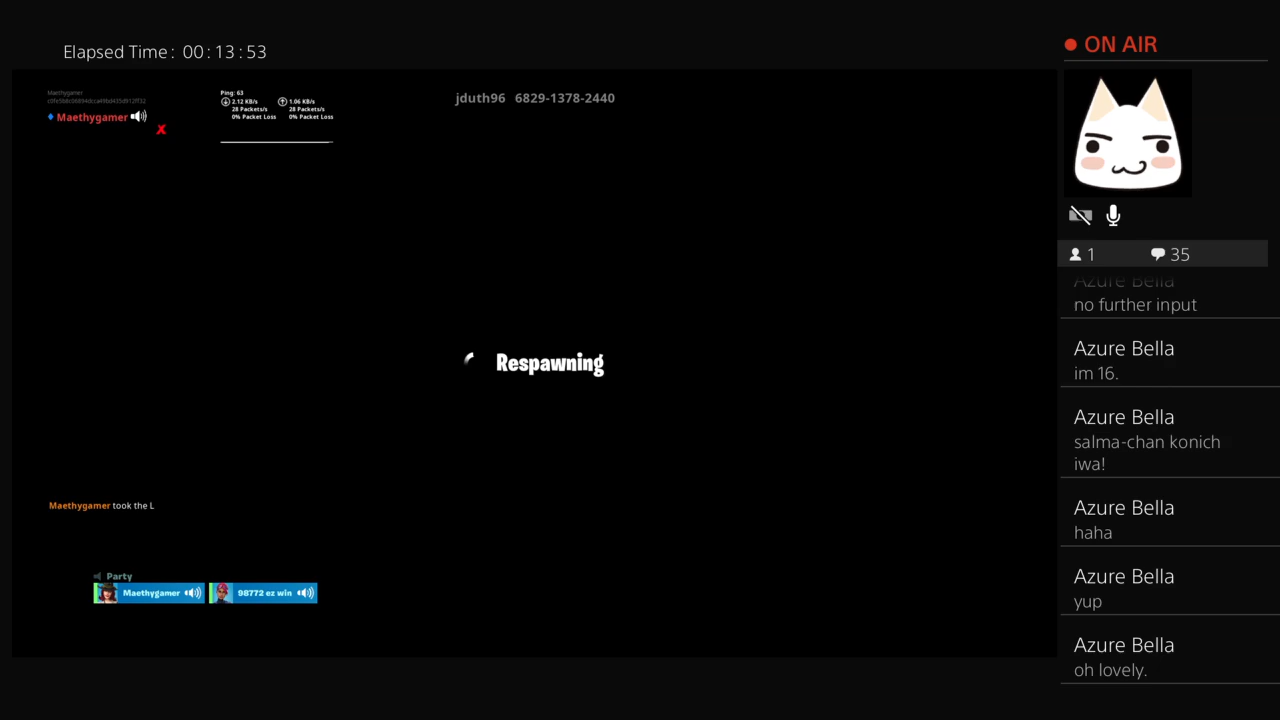 Elapsed Time: 00:13:53
ON AIR
Maethygamer
Maethygamer
X
Ping: 63
2.12 KB/s 1.06 KB/s
28 Packets/s 28 Packets/s
0% Packet Loss 0% Packet Loss
jduth96 6829-1378-2440
1 35
Azure Bella
no further input
Azure Bella
im 16.
Azure Bella
salma-chan konich
iwa!
Azure Bella
haha
Azure Bella
yup
Azure Bella
oh lovely.
Respawning
Maethygamer took the L
Party
Maethygamer 98772 ez win